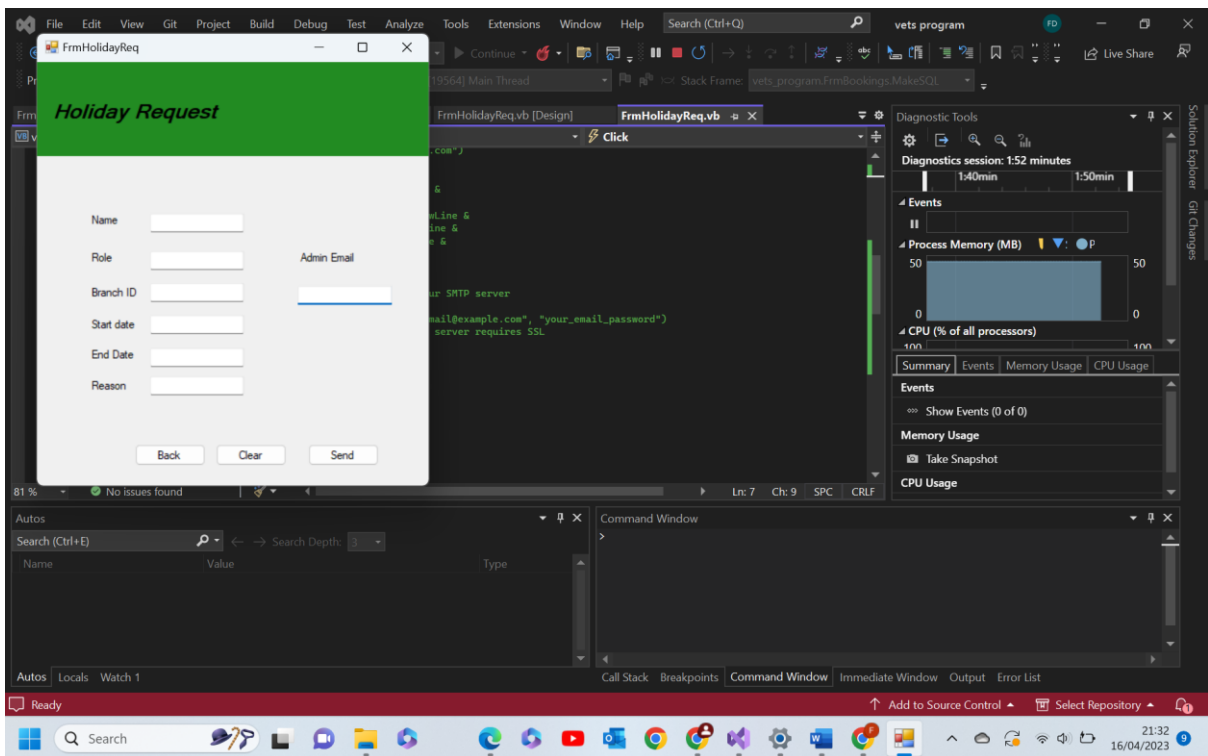 File Edit View Git Project Build Debug Test Analyze Tools Extensions Window Help Search (Ctrl+Q) vets program FD
FrmHolidayReq
Continue Live Share
[19564] Main Thread Stack Frame: vets_program.FrmBookings.MakeSQL
Holiday Request
FrmHolidayReq.vb [Design] FrmHolidayReq.vb
Click
.com")
&
wLine &
ine &
e &
ur SMTP server
mail@example.com", "your_email_password")
server requires SSL
Name
Role
Admin Email
Branch ID
Start date
End Date
Reason
Back Clear Send
81 % No issues found Ln: 7 Ch: 9 SPC CRLF
Diagnostic Tools
Diagnostics session: 1:52 minutes
1:40min 1:50min
Events
Process Memory (MB) P
50 50
0 0
CPU (% of all processors)
100 100
Summary Events Memory Usage CPU Usage
Events
Show Events (0 of 0)
Memory Usage
Take Snapshot
CPU Usage
Solution Explorer
Git Changes
Autos
Search (Ctrl+E) Search Depth: 3
Name Value Type
Autos Locals Watch 1
Command Window
>
Call Stack Breakpoints Command Window Immediate Window Output Error List
Ready Add to Source Control Select Repository
Search
21:32
16/04/2023
9